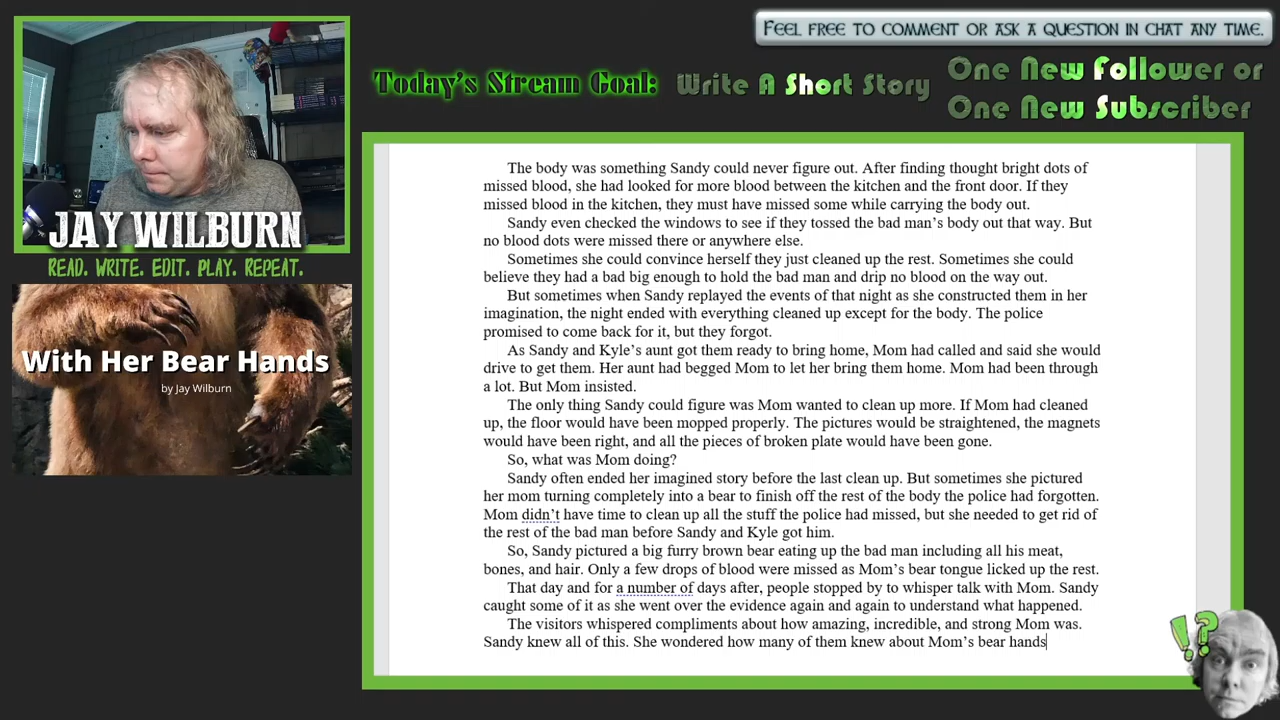 FEEL FREE TO COMMENT OR ASK A QUESTION IN CHAT ANY TIME.
Today's Stream Goal:
Write A Short Story
One New Follower or
One New Subscriber
JAY WILBURN
READ. WRITE. EDIT. PLAY. REPEAT.
With Her Bear Hands
by Jay Wilburn
The body was something Sandy could never figure out. After finding thought bright dots of
missed blood, she had looked for more blood between the kitchen and the front door. If they
missed blood in the kitchen, they must have missed some while carrying the body out.
Sandy even checked the windows to see if they tossed the bad man's body out that way. But
no blood dots were missed there or anywhere else.
Sometimes she could convince herself they just cleaned up the rest. Sometimes she could
believe they had a bad big enough to hold the bad man and drip no blood on the way out.
But sometimes when Sandy replayed the events of that night as she constructed them in her
imagination, the night ended with everything cleaned up except for the body. The police
promised to come back for it, but they forgot.
As Sandy and Kyle's aunt got them ready to bring home, Mom had called and said she would
drive to get them. Her aunt had begged Mom to let her bring them home. Mom had been through
a lot. But Mom insisted.
The only thing Sandy could figure was Mom wanted to clean up more. If Mom had cleaned
up, the floor would have been mopped properly. The pictures would be straightened, the magnets
would have been right, and all the pieces of broken plate would have been gone.
So, what was Mom doing?
Sandy often ended her imagined story before the last clean up. But sometimes she pictured
her mom turning completely into a bear to finish off the rest of the body the police had forgotten.
Mom didn't have time to clean up all the stuff the police had missed, but she needed to get rid of
the rest of the bad man before Sandy and Kyle got him.
So, Sandy pictured a big furry brown bear eating up the bad man including all his meat,
bones, and hair. Only a few drops of blood were missed as Mom's bear tongue licked up the rest.
That day and for a number of days after, people stopped by to whisper talk with Mom. Sandy
caught some of it as she went over the evidence again and again to understand what happened.
The visitors whispered compliments about how amazing, incredible, and strong Mom was.
Sandy knew all of this. She wondered how many of them knew about Mom's bear hands
!?